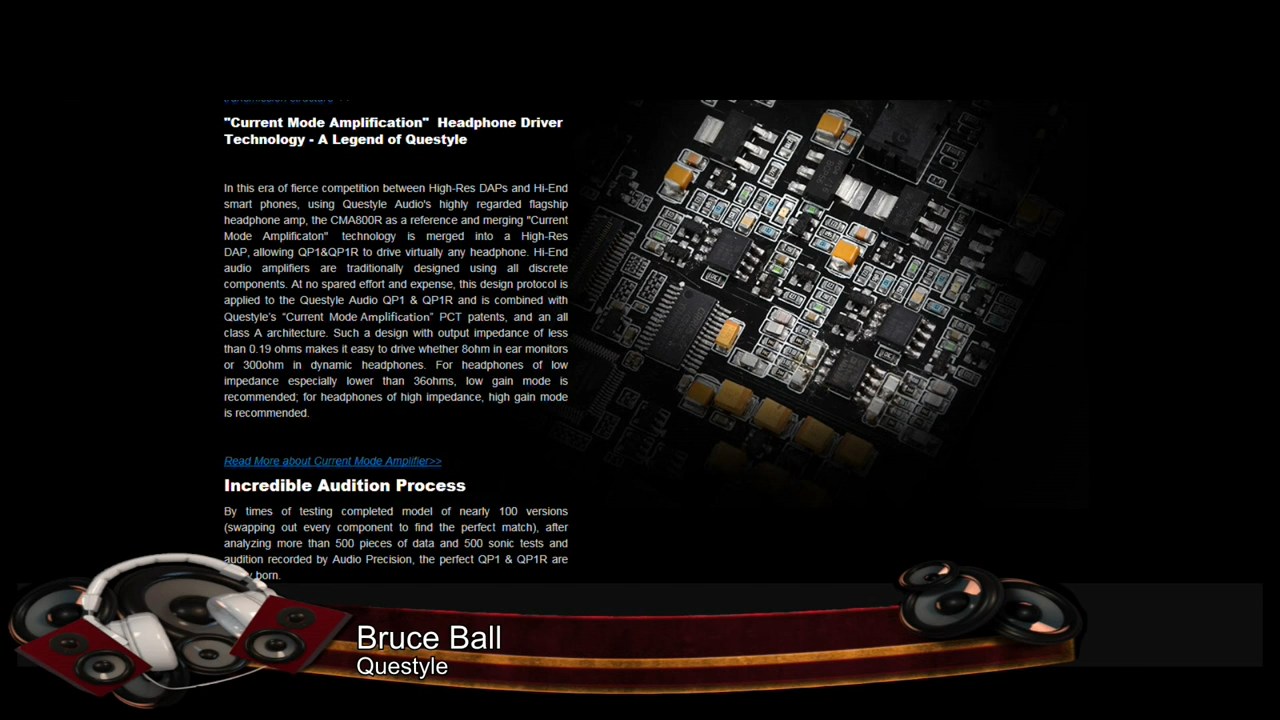 "Current Mode Amplification" Headphone Driver
Technology - A Legend of Questyle
In this era of fierce competition between High-Res DAPs and Hi-End
smart phones, using Questyle Audio's highly regarded flagship
headphone amp, the CMA800R as a reference and merging "Current
Mode Amplificaton" technology is merged into a High-Res
DAP, allowing QP1&QP1R to drive virtually any headphone. Hi-End
audio amplifiers are traditionally designed using all discrete
components. At no spared effort and expense, this design protocol is
applied to the Questyle Audio QP1 & QP1R and is combined with
Questyle's "Current Mode Amplification" PCT patents, and an all
class A architecture. Such a design with output impedance of less
than 0.19 ohms makes it easy to drive whether 8ohm in ear monitors
or 300ohm in dynamic headphones. For headphones of low
impedance especially lower than 36ohms, low gain mode is
recommended; for headphones of high impedance, high gain mode
is recommended.
Read More about Current Mode Amplifier>>
Incredible Audition Process
By times of testing completed model of nearly 100 versions
(swapping out every component to find the perfect match), after
analyzing more than 500 pieces of data and 500 sonic tests and
audition recorded by Audio Precision, the perfect QP1 & QP1R are
born.
Bruce Ball
Questyle